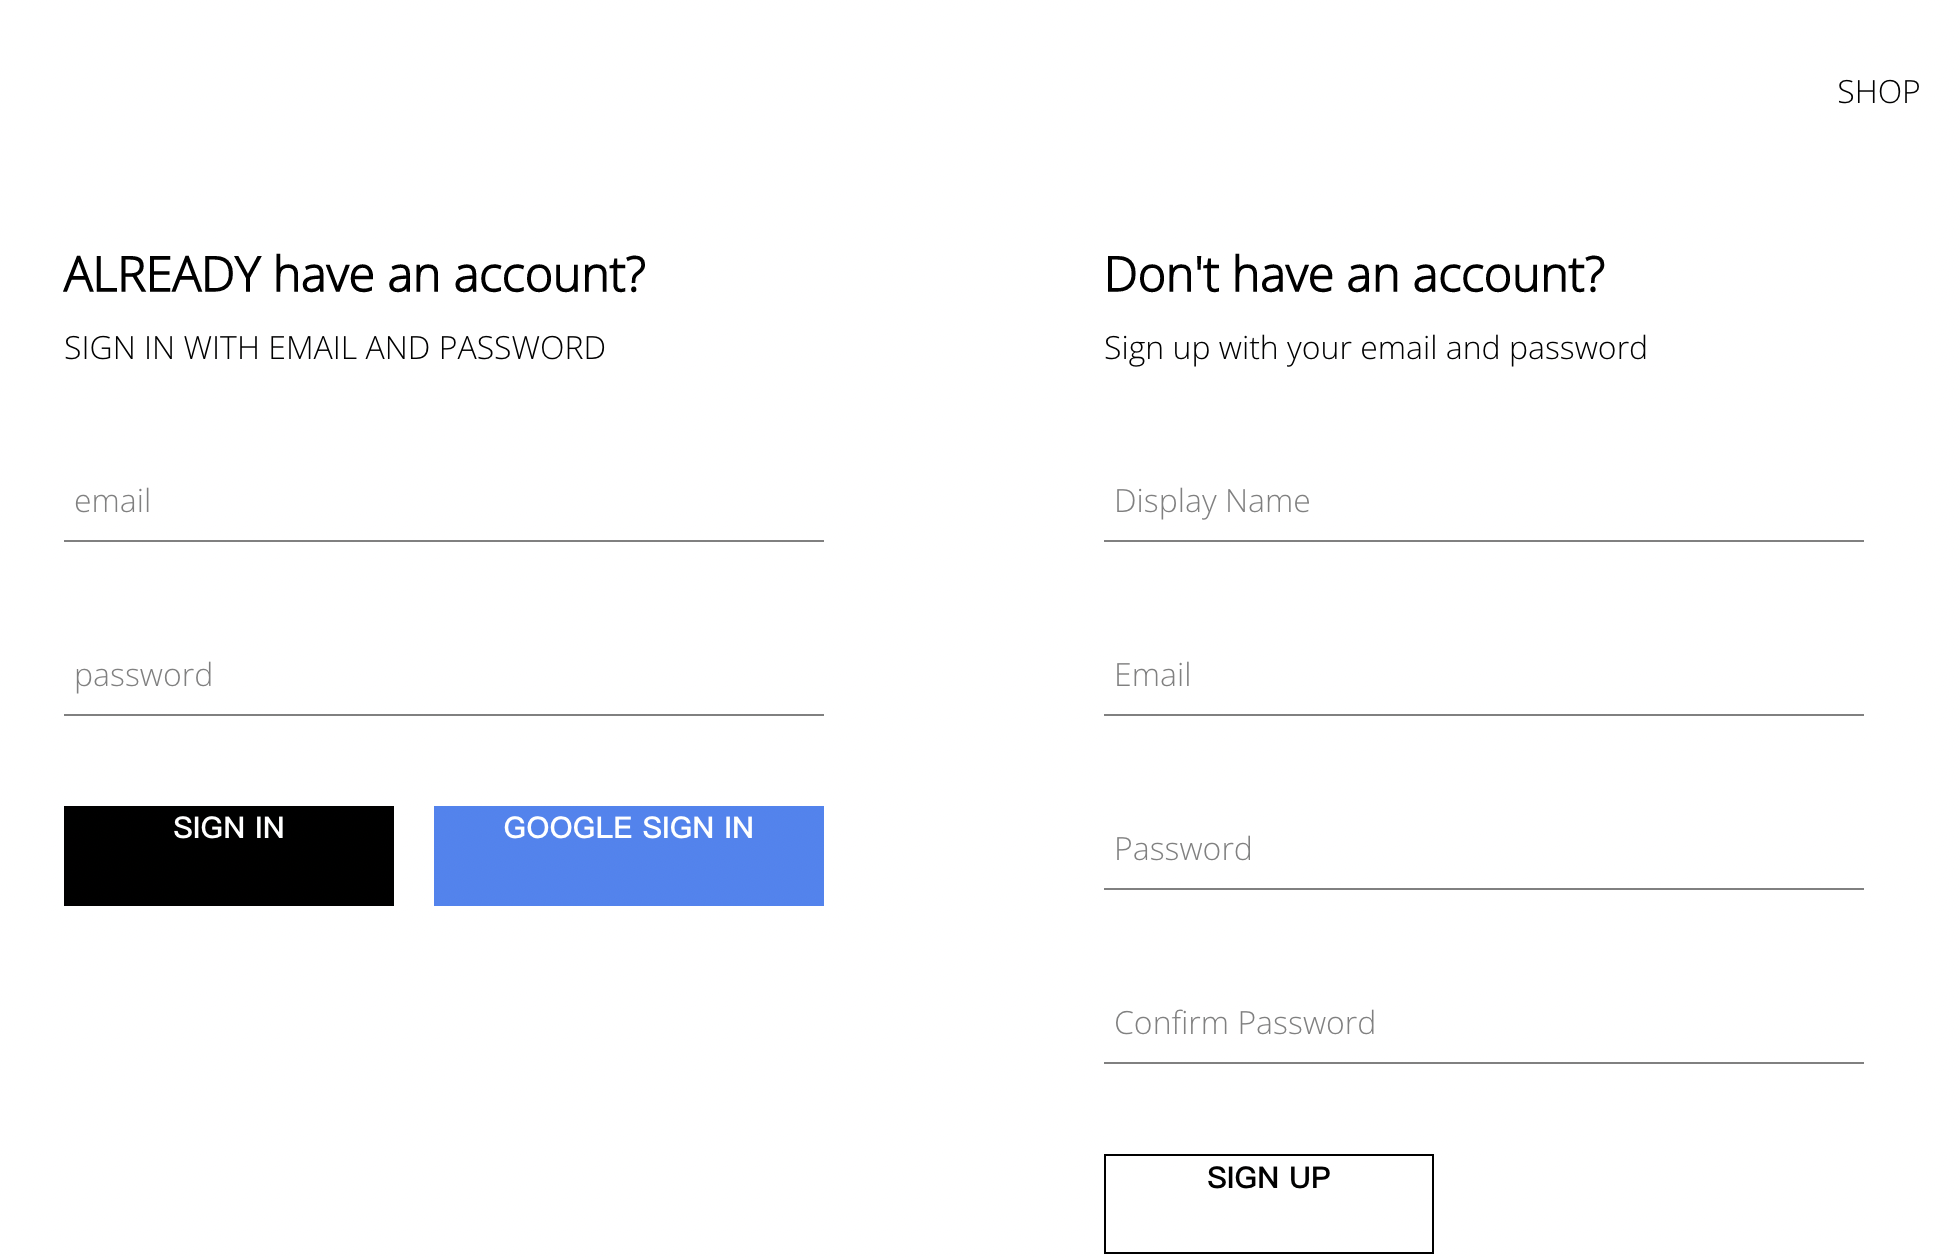 SHOP
ALREADY have an account?
SIGN IN WITH EMAIL AND PASSWORD
email
password
SIGN IN
GOOGLE SIGN IN
Don't have an account?
Sign up with your email and password
Display Name
Email
Password
Confirm Password
SIGN UP